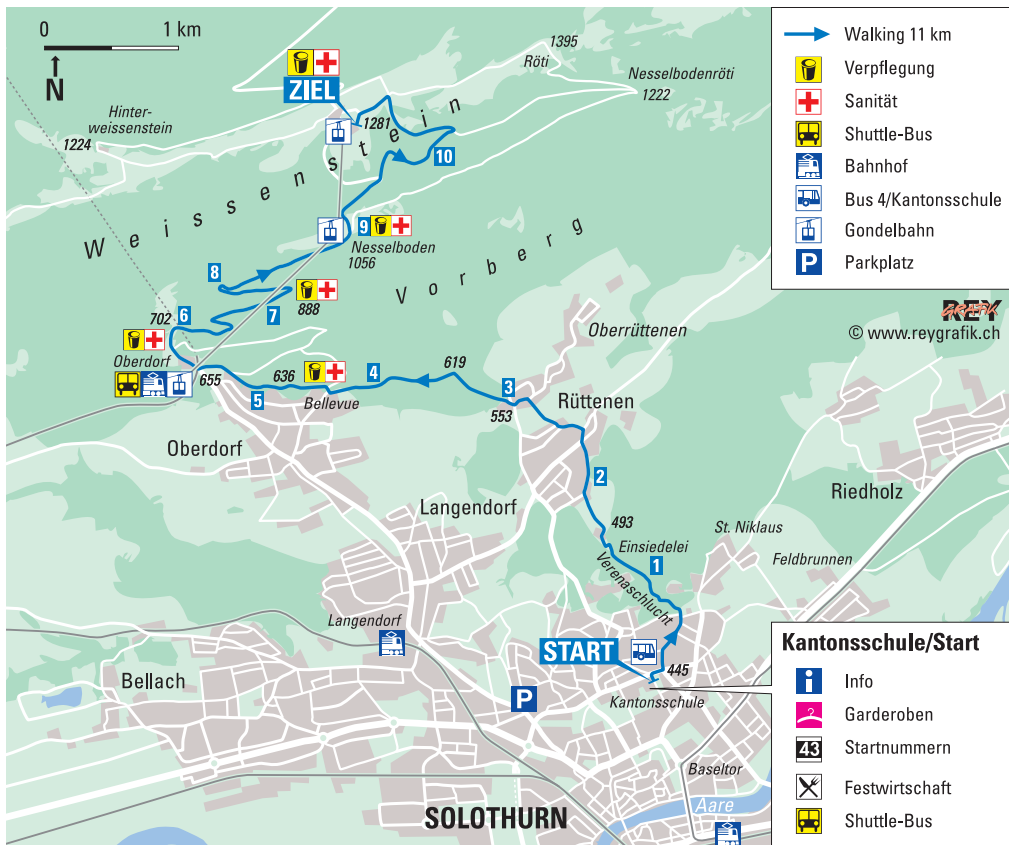 0 1 km
N
1395
Röti
Nesselbodenröti
1222
Hinter-
weissenstein
1224
ZIEL
1281
10
Weissenstein
9
Nesselboden
1056
8
Vorberg
7
888
702
6
Oberdorf
655
5
636
Bellevue
4
619
3
553
Oberrüttenen
Rüttenen
Oberdorf
2
Langendorf
493
Einsiedelei
1
Verenaschlucht
St. Niklaus
Riedholz
Feldbrunnen
Langendorf
START
445
Kantonsschule
Bellach
P
Baseltor
SOLOTHURN
Aare
Walking 11 km
Verpflegung
Sanität
Shuttle-Bus
Bahnhof
Bus 4/Kantonsschule
Gondelbahn
P Parkplatz
REY
GRAFIK
© www.reygrafik.ch
Kantonsschule/Start
i Info
Garderoben
43 Startnummern
Festwirtschaft
Shuttle-Bus